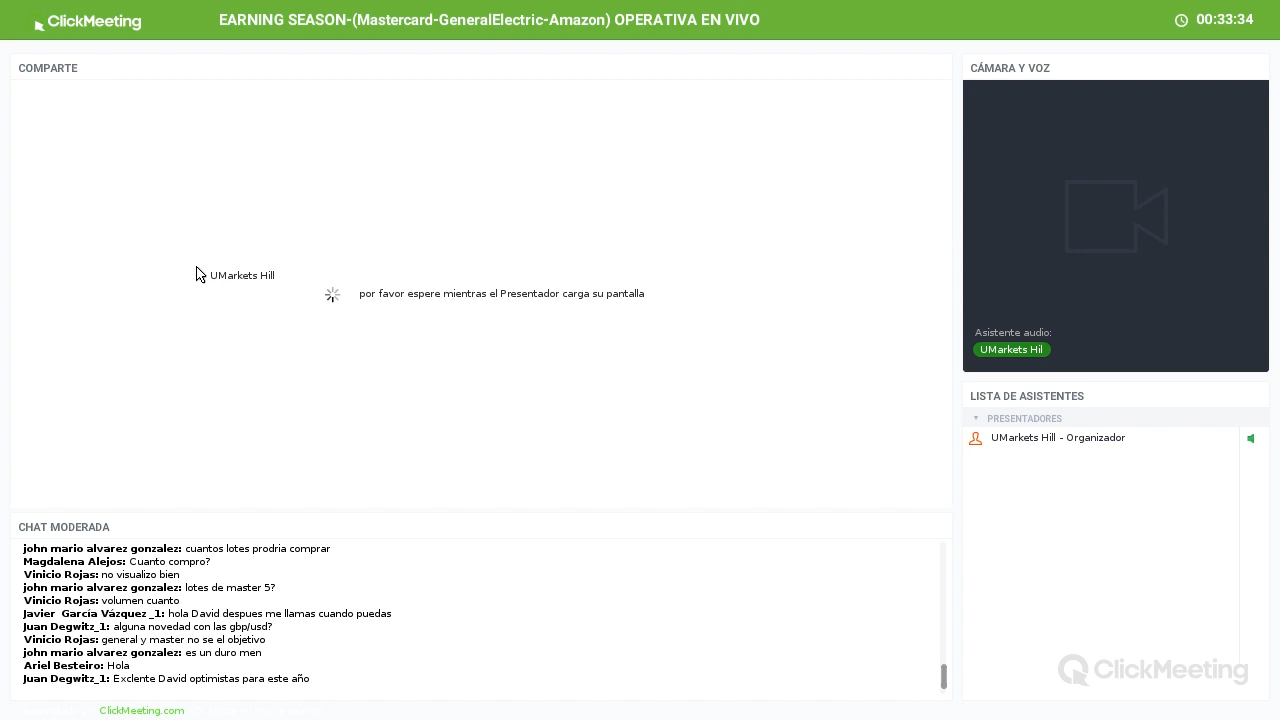 ClickMeeting
EARNING SEASON-(Mastercard-GeneralElectric-Amazon) OPERATIVA EN VIVO
00:33:34
COMPARTE
UMarkets Hill
por favor espere mientras el Presentador carga su pantalla
CÁMARA Y VOZ
Asistente audio:
UMarkets Hil
LISTA DE ASISTENTES
PRESENTADORES
UMarkets Hill - Organizador
CHAT MODERADA
john mario alvarez gonzalez: cuantos lotes prodria comprar
Magdalena Alejos: Cuanto compro?
Vinicio Rojas: no visualizo bien
john mario alvarez gonzalez: lotes de master 5?
Vinicio Rojas: volumen cuanto
Javier García Vázquez_1: hola David despues me llamas cuando puedas
Juan Degwitz_1: alguna novedad con las gbp/usd?
Vinicio Rojas: general y master no se el objetivo
john mario alvarez gonzalez: es un duro men
Ariel Besteiro: Hola
Juan Degwitz_1: Exclente David optimistas para este año
ClickMeeting
ClickMeeting.com